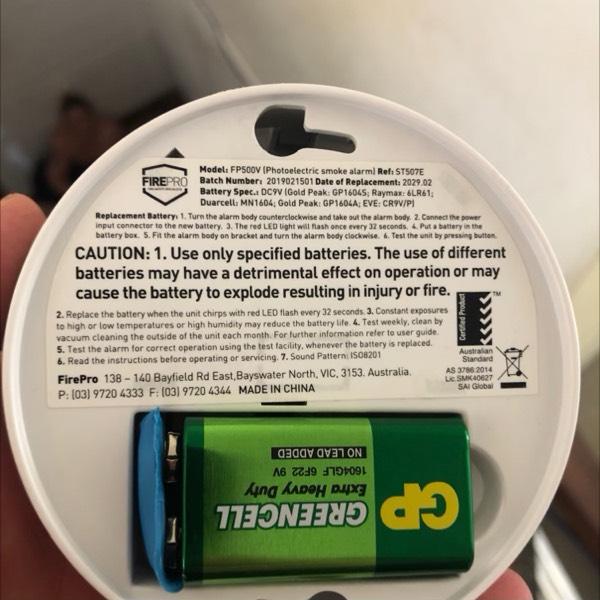 FIREPRO
Model: FP500V (Photoelectric smoke alarm) Ref: ST507E
Batch Number: 2019021501 Date of Replacement: 2029.02
Battery Spec.: DC9V (Gold Peak: GP1604S; Raymax: 6LR61;
Duarcell: MN1604; Gold Peak: GP1604A; EVE: CR9V/P)
Replacement Battery: 1. Turn the alarm body counterclockwise and take out the alarm body. 2. Connect the power
input connector to the new battery. 3. The red LED light will flash once every 32 seconds. 4. Put a battery in the
battery box. 5. Fit the alarm body on bracket and turn the alarm body clockwise. 6. Test the unit by pressing button.
CAUTION: 1. Use only specified batteries. The use of different
batteries may have a detrimental effect on operation or may
cause the battery to explode resulting in injury or fire.
2. Replace the battery when the unit chirps with red LED flash every 32 seconds. 3. Constant exposures
to high or low temperatures or high humidity may reduce the battery life. 4. Test weekly, clean by
vacuum cleaning the outside of the unit each month. For further information refer to user guide.
5. Test the alarm for correct operation using the test facility, whenever the battery is replaced.
6. Read the instructions before operating or servicing. 7. Sound Pattern: ISO8201
Certified Product
TM
Australian
Standard
AS 3786:2014
Lic.SMK40627
SAI Global
FirePro 138 – 140 Bayfield Rd East,Bayswater North, VIC, 3153. Australia.
P: (03) 9720 4333 F: (03) 9720 4344 MADE IN CHINA
GP
GREENCELL
Extra Heavy Duty
1604GLF 6F22 9V
NO LEAD ADDED